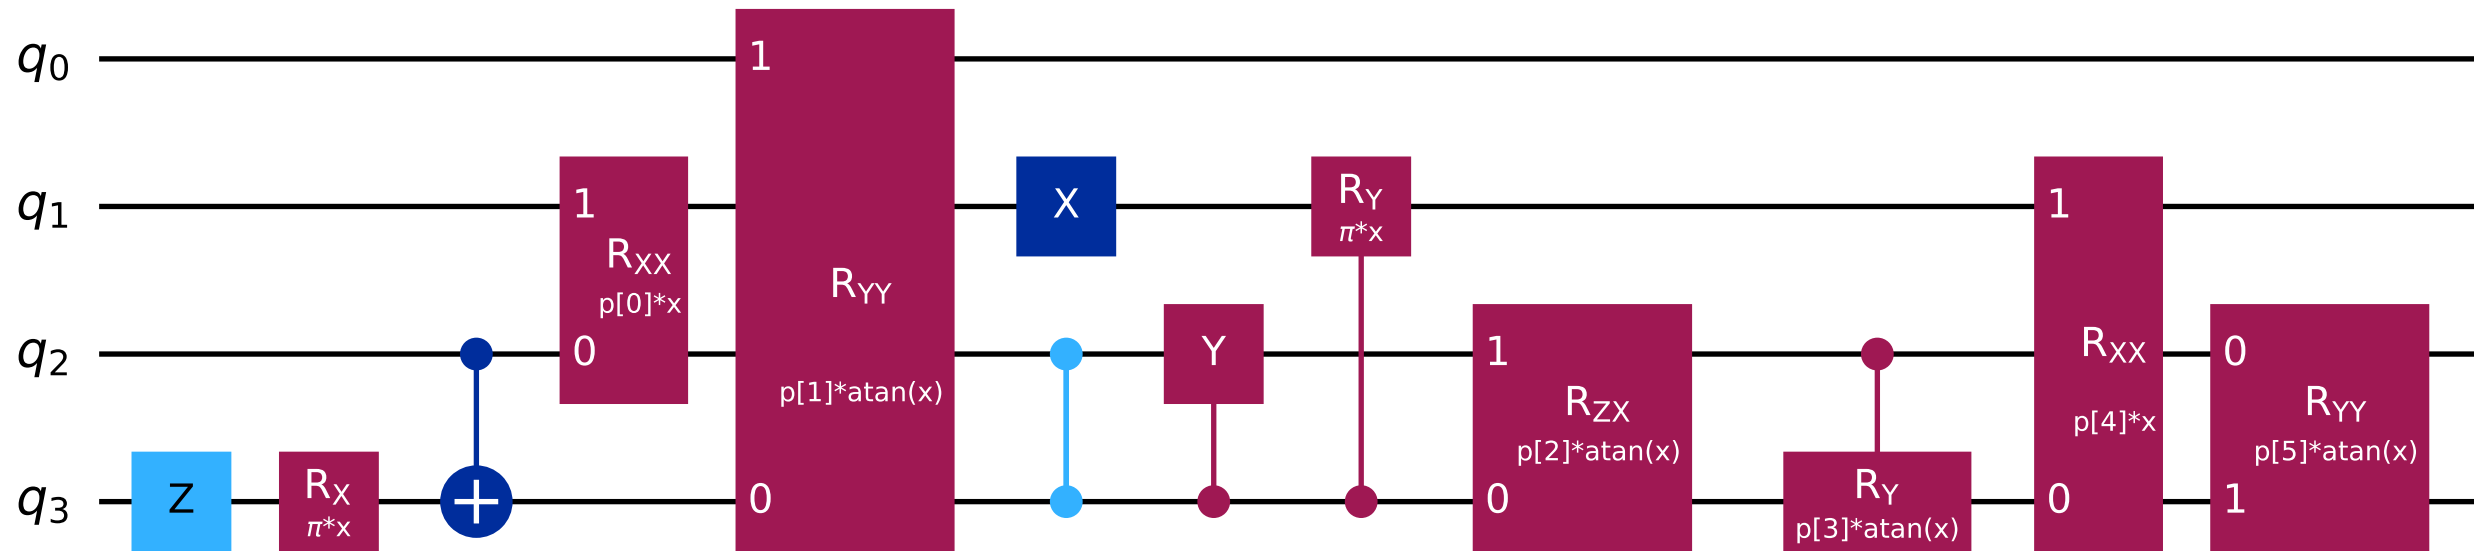 q0
1
q1
1
X
RY
π*x
1
RXX
p[0]*x
RYY
p[1]*atan(x)
RXX
p[4]*x
q2
0
Y
1
0
RZX
p[2]*atan(x)
RYY
p[5]*atan(x)
q3
Z
RX
π*x
0
0
RY
p[3]*atan(x)
0
1